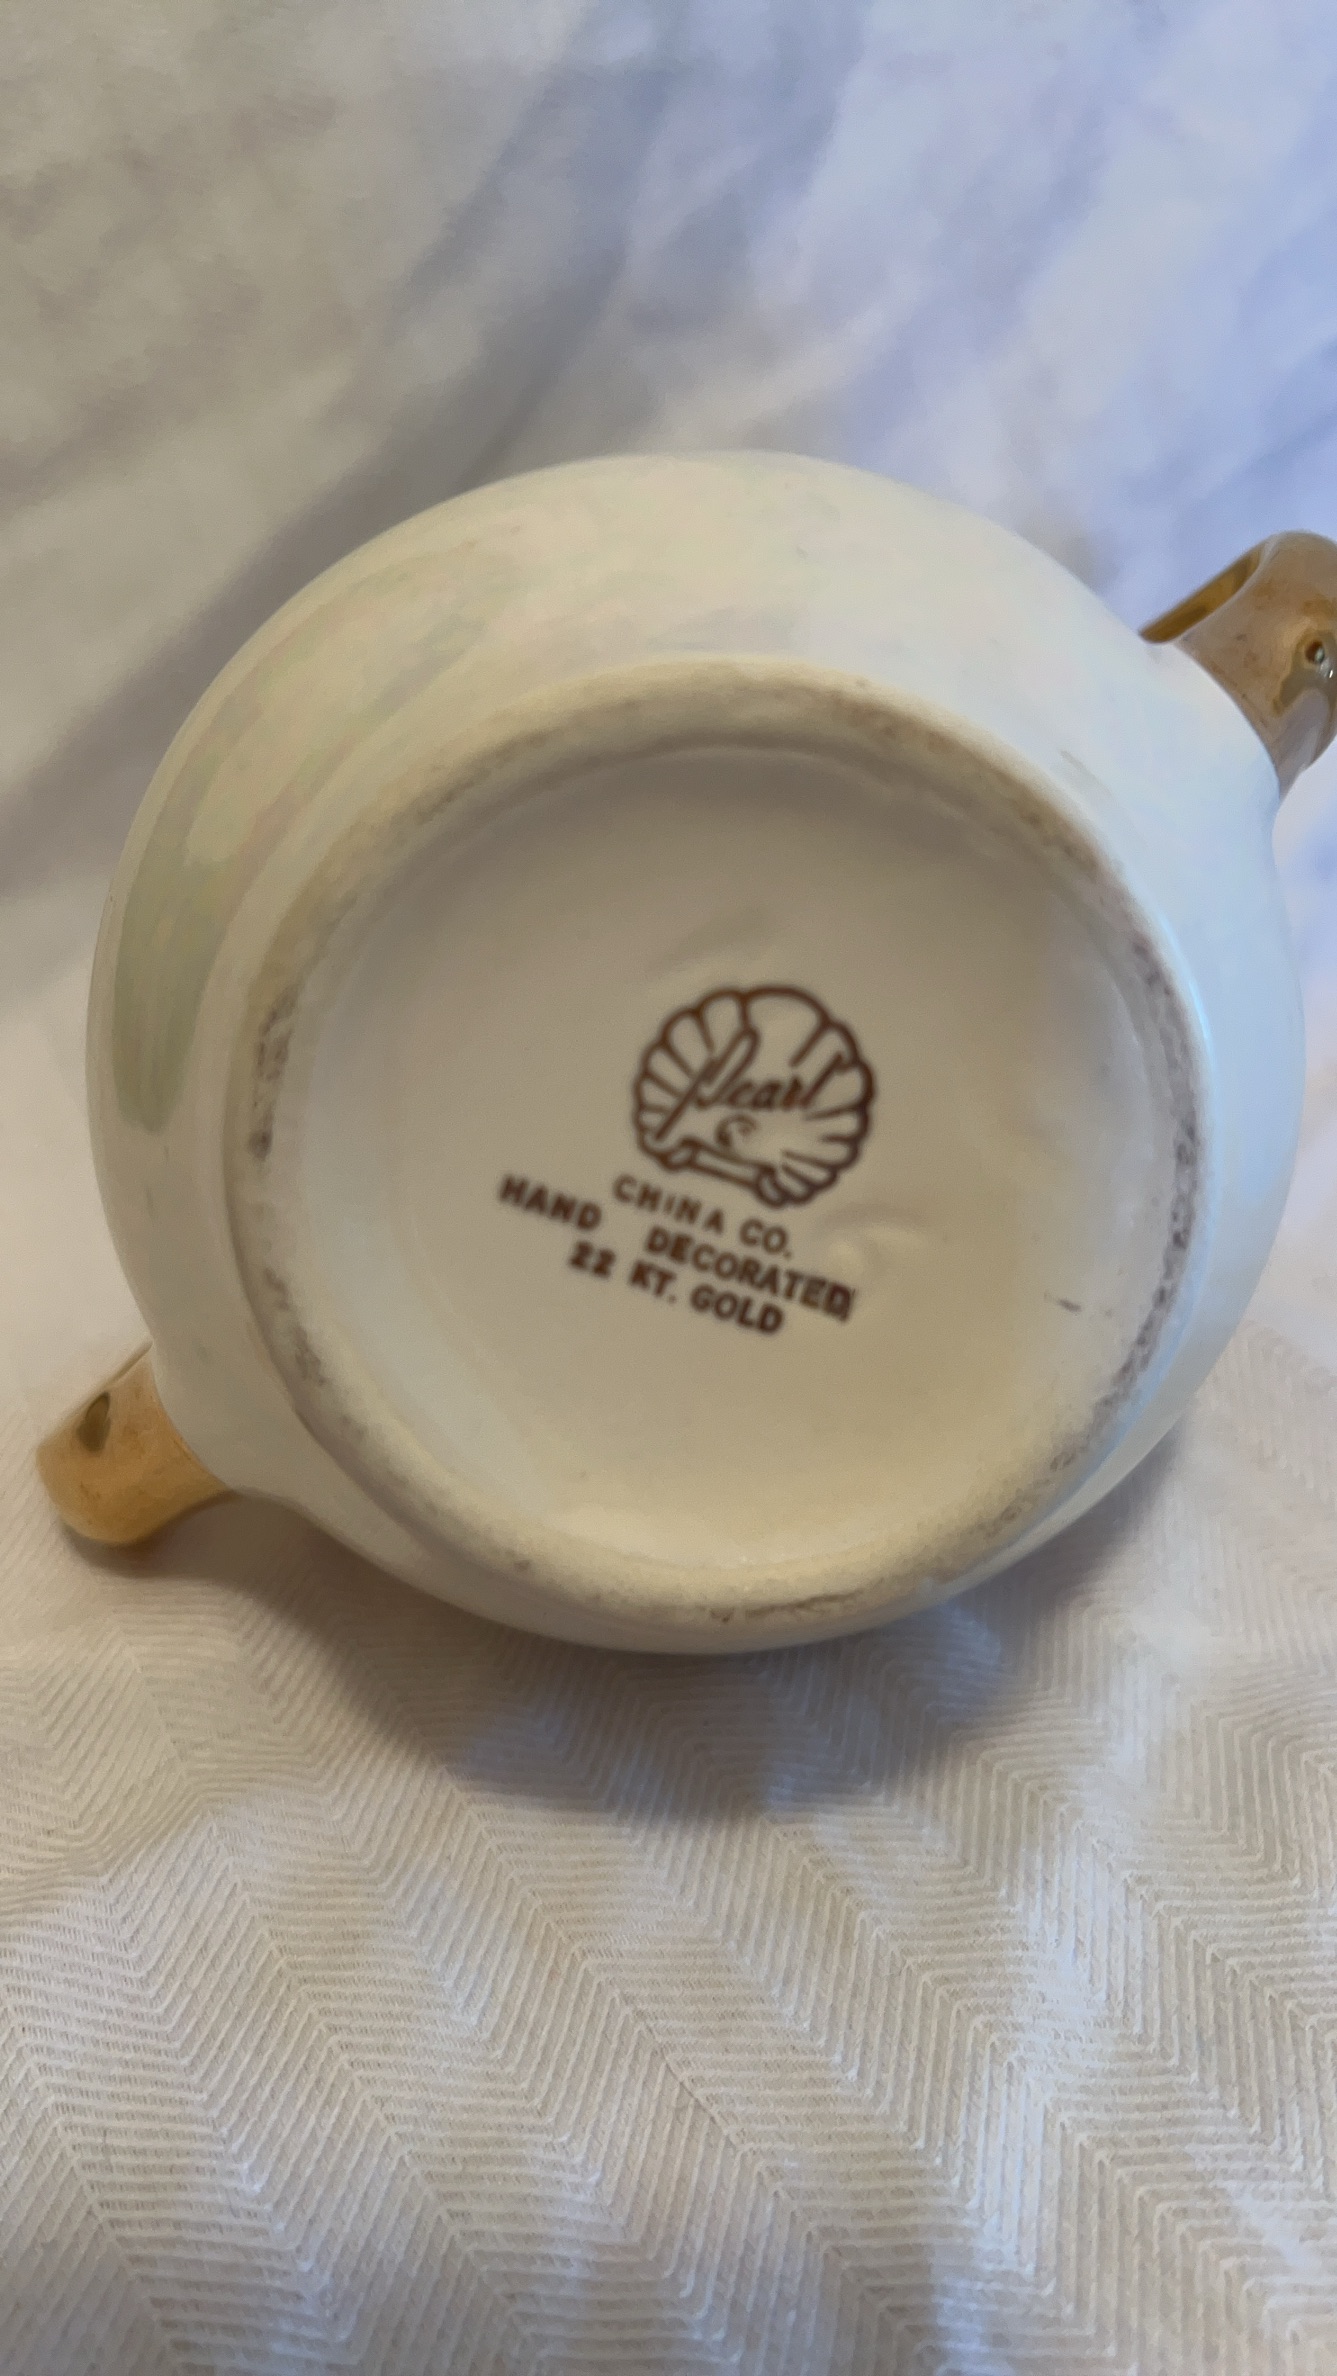 Pearl
C
CHINA CO.
HAND DECORATED
22 KT. GOLD